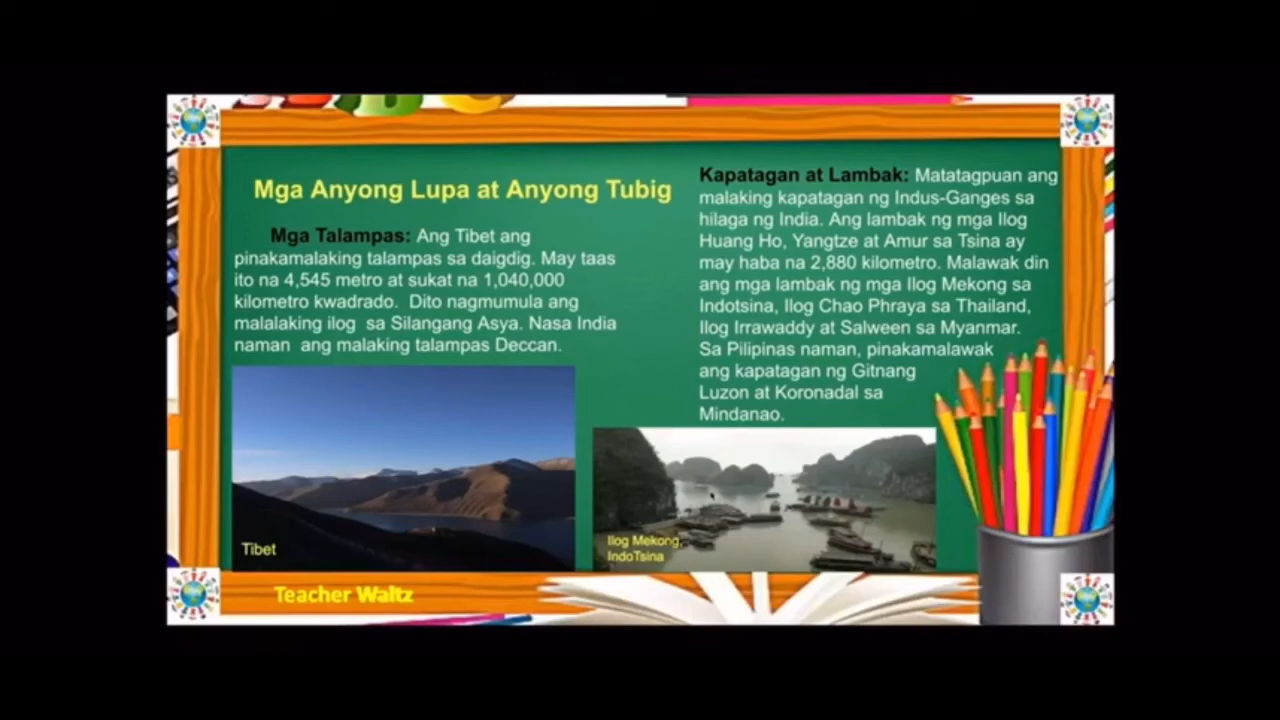 Mga Anyong Lupa at Anyong Tubig
Mga Talampas: Ang Tibet ang
pinakamalaking talampas sa daigdig. May taas
ito na 4,545 metro at sukat na 1,040,000
kilometro kwadrado. Dito nagmumula ang
malalaking ilog sa Silangang Asya. Nasa India
naman ang malaking talampas Deccan.
Tibet
Kapatagan at Lambak: Matatagpuan ang
malaking kapatagan ng Indus-Ganges sa
hilaga ng India. Ang lambak ng mga Ilog
Huang Ho, Yangtze at Amur sa Tsina ay
may haba na 2,880 kilometro. Malawak din
ang mga lambak ng mga Ilog Mekong sa
Indotsina, Ilog Chao Phraya sa Thailand,
Ilog Irrawaddy at Salween sa Myanmar.
Sa Pilipinas naman, pinakamalawak
ang kapatagan ng Gitnang
Luzon at Koronadal sa
Mindanao.
Ilog Mekong,
IndoTsina
Teacher Waltz